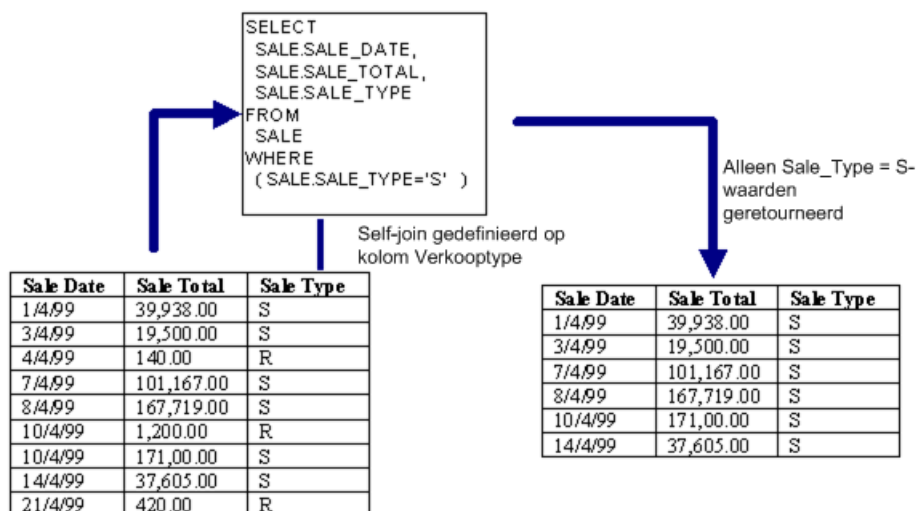 SELECT
SALE.SALE_DATE,
SALE.SALE_TOTAL,
SALE.SALE_TYPE
FROM
SALE
WHERE
( SALE.SALE_TYPE='S' )
Alleen Sale_Type = S-
waarden
geretourneerd
Self-join gedefinieerd op
kolom Verkooptype
Sale Date Sale Total Sale Type
1/4/99 39,938.00 S
3/4/99 19,500.00 S
4/4/99 140.00 R
7/4/99 101,167.00 S
8/4/99 167,719.00 S
10/4/99 1,200.00 R
10/4/99 171,00.00 S
14/4/99 37,605.00 S
21/4/99 420.00 R
Sale Date Sale Total Sale Type
1/4/99 39,938.00 S
3/4/99 19,500.00 S
7/4/99 101,167.00 S
8/4/99 167,719.00 S
10/4/99 171,00.00 S
14/4/99 37,605.00 S